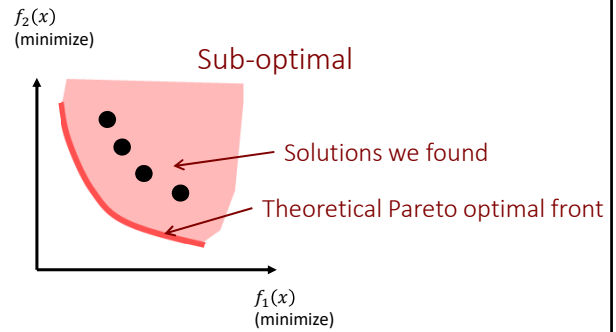 f₂(x)
(minimize)
Sub-optimal
Solutions we found
Theoretical Pareto optimal front
f₁(x)
(minimize)